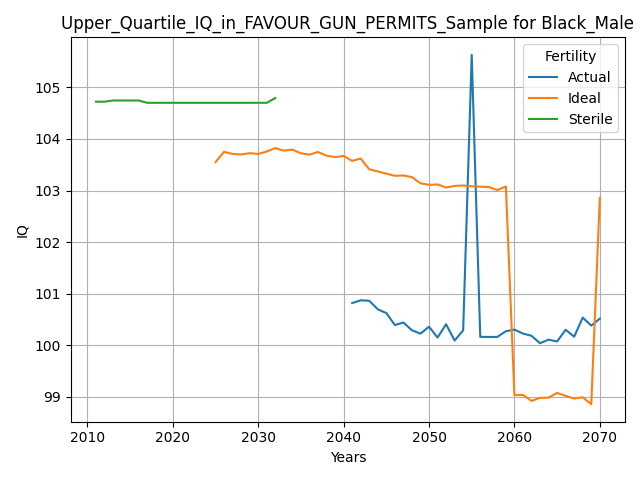 Upper_Quartile_IQ_in_FAVOUR_GUN_PERMITS_Sample for Black_Male
Fertility
Actual
Ideal
Sterile
105
104
103
102
101
100
99
IQ
2010 2020 2030 2040 2050 2060 2070
Years